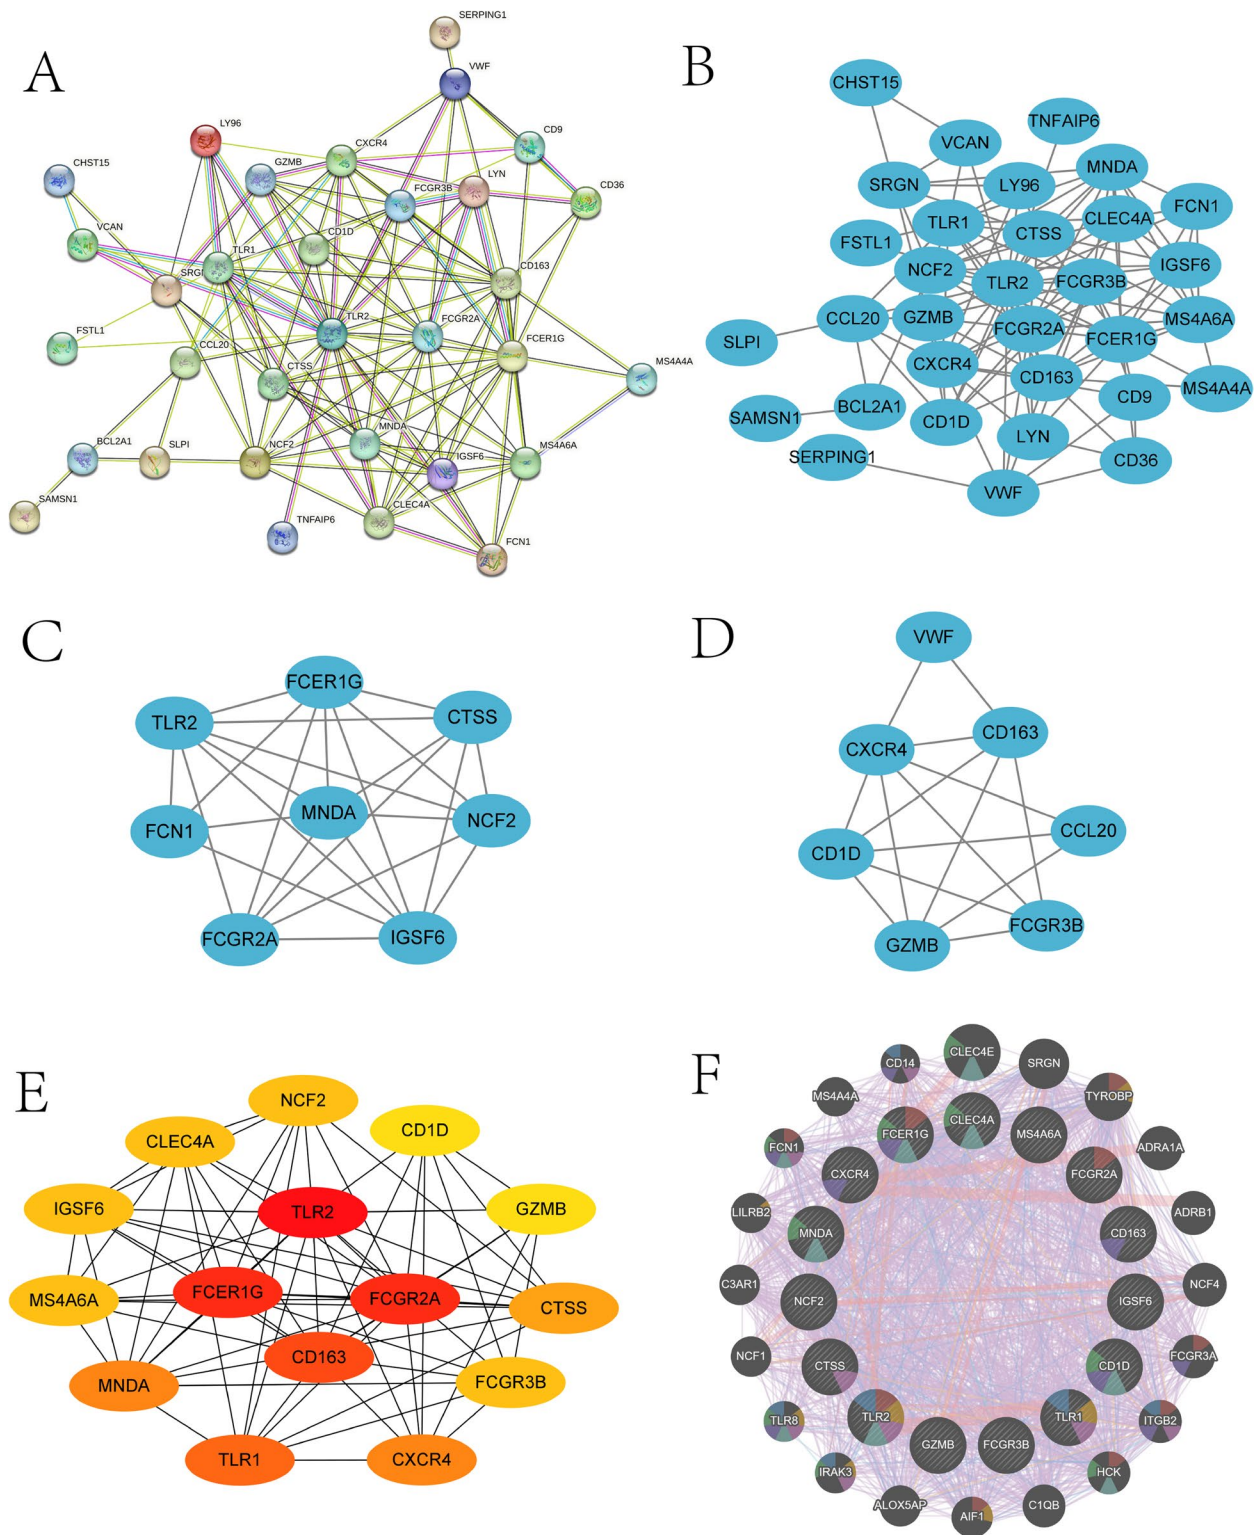 A
SERPING1
VWF
LY96
CXCR4
CD9
CHST15
GZMB
FCGR3B
LYN
CD36
VCAN
CD1D
TLR1
SRGN
CD163
TLR2
FCGR2A
FSTL1
CCL20
FCER1G
CTSS
MS4A4A
BCL2A1
SLPI
NCF2
MNDA
IGSF6
MS4A6A
SAMSN1
TNFAIP6
CLEC4A
FCN1
B
CHST15
TNFAIP6
VCAN
MNDA
SRGN
LY96
FCN1
TLR1
CLEC4A
FSTL1
CTSS
NCF2
IGSF6
TLR2
FCGR3B
CCL20
GZMB
FCGR2A
MS4A6A
SLPI
FCER1G
CXCR4
CD163
MS4A4A
SAMSN1
BCL2A1
CD1D
CD9
LYN
SERPING1
CD36
VWF
C
FCER1G
TLR2
CTSS
MNDA
FCN1
NCF2
FCGR2A
IGSF6
D
VWF
CXCR4
CD163
CCL20
CD1D
FCGR3B
GZMB
E
NCF2
CLEC4A
CD1D
IGSF6
TLR2
GZMB
MS4A6A
FCER1G
FCGR2A
CTSS
CD163
MNDA
FCGR3B
TLR1
CXCR4
F
CD14
CLEC4E
SRGN
MS4A4A
TYROBP
FCER1G
CLEC4A
MS4A6A
FCN1
ADRA1A
CXCR4
FCGR2A
LILRB2
ADRB1
MNDA
CD163
C3AR1
NCF4
NCF2
IGSF6
NCF1
FCGR3A
CTSS
CD1D
TLR8
TLR2
TLR1
ITGB2
GZMB
FCGR3B
IRAK3
HCK
ALOX5AP
C1QB
AIF1